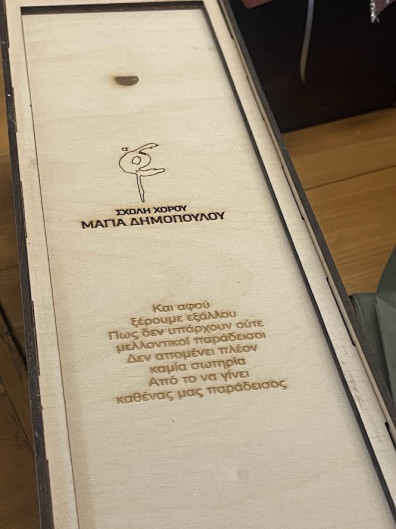 ΣΧΟΛΗ ΧΟΡΟΥ
ΜΑΓΙΑ ΔΗΜΟΠΟΥΛΟΥ
Και αφού
ξέρουμε εξάλλου
Πως δεν υπάρχουν ούτε
μελλοντικοί παράδεισοι
Δεν απομένει πλέον
καμία σωτηρία
Από το να γίνει
καθένας μας παράδεισος